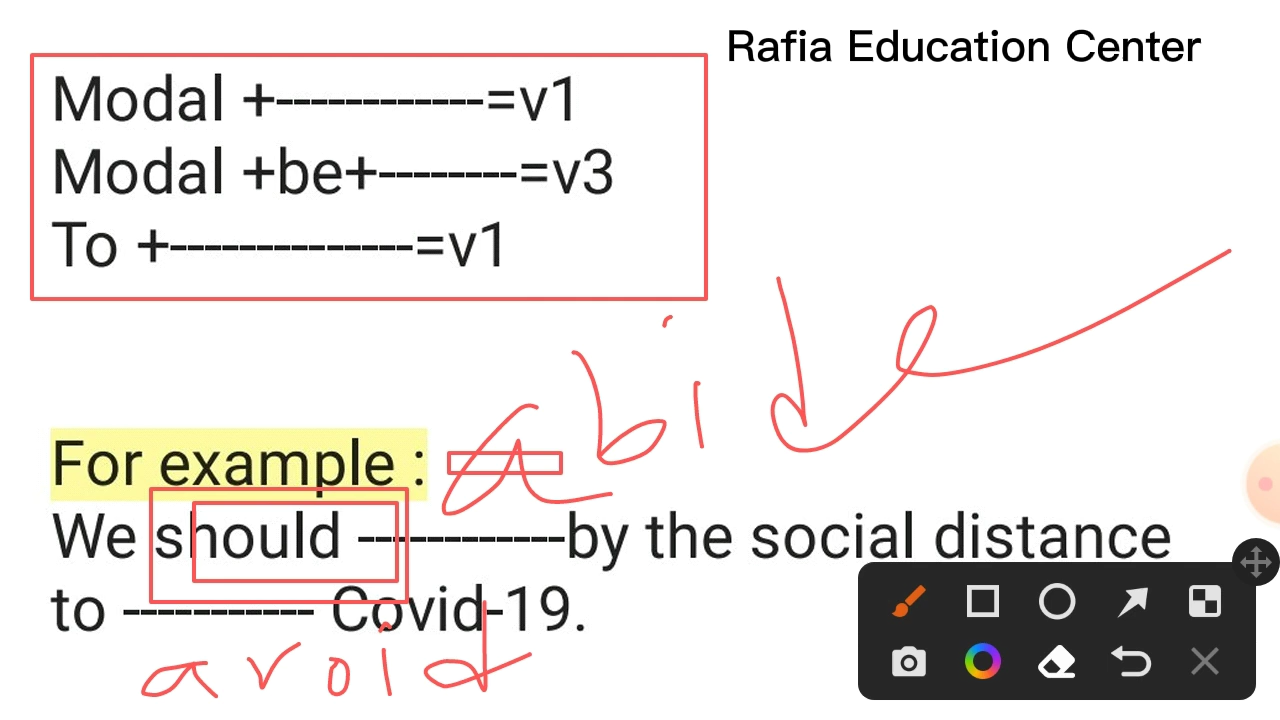 Rafia Education Center
Modal +------------=v1
Modal +be+--------=v3
To +--------------=v1
For example :
abide
We should ------------by the social distance
to ----------- Covid-19.
avoid